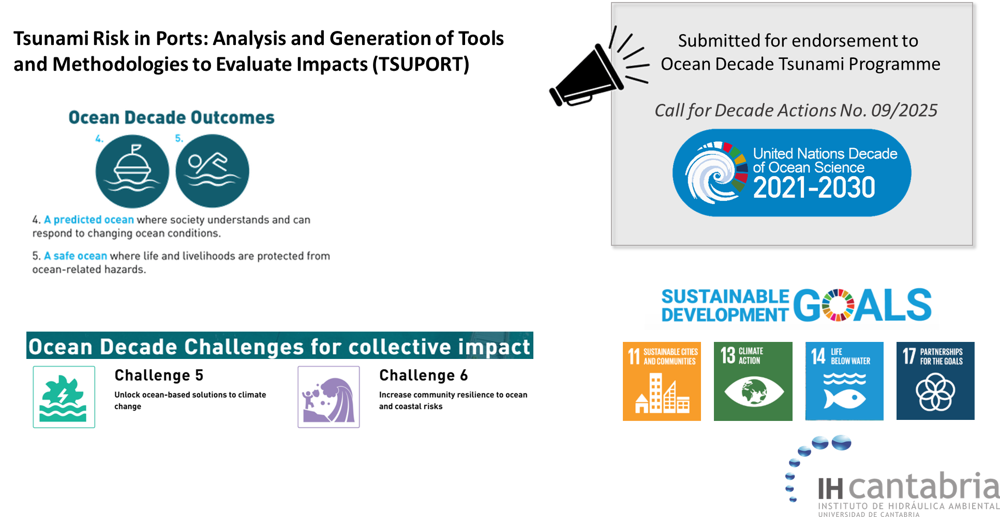 Tsunami Risk in Ports: Analysis and Generation of Tools
and Methodologies to Evaluate Impacts (TSUPORT)
Ocean Decade Outcomes
4.
5.
4. A predicted ocean where society understands and can
respond to changing ocean conditions.
5. A safe ocean where life and livelihoods are protected from
ocean-related hazards.
Ocean Decade Challenges for collective impact
Challenge 5
Unlock ocean-based solutions to climate
change
Challenge 6
Increase community resilience to ocean
and coastal risks
Submitted for endorsement to
Ocean Decade Tsunami Programme
Call for Decade Actions No. 09/2025
United Nations Decade
of Ocean Science
2021-2030
SUSTAINABLE
DEVELOPMENT
GOALS
11 SUSTAINABLE CITIES
AND COMMUNITIES
13 CLIMATE
ACTION
14 LIFE
BELOW WATER
17 PARTNERSHIPS
FOR THE GOALS
IHcantabria
INSTITUTO DE HIDRÁULICA AMBIENTAL
UNIVERSIDAD DE CANTABRIA